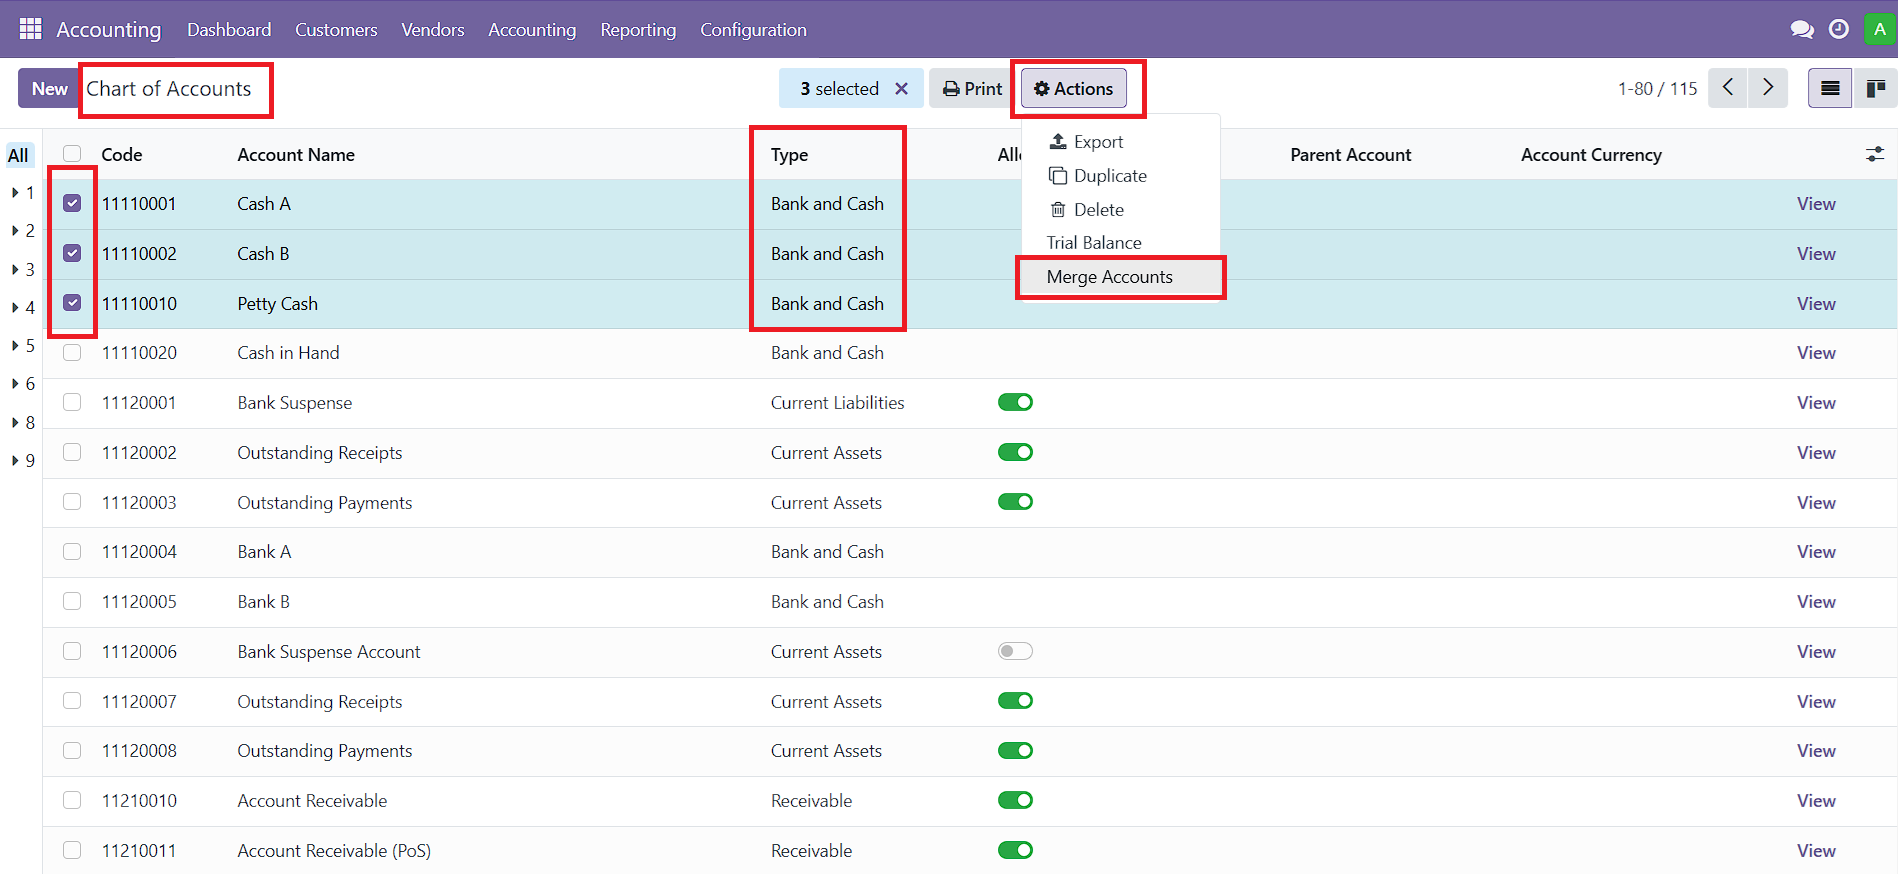 Accounting Dashboard Customers Vendors Accounting Reporting Configuration A
New Chart of Accounts 3 selected Print Actions 1-80 / 115
Export
Duplicate
Delete
Trial Balance
Merge Accounts
All
1
2
3
4
5
6
8
9
Code Account Name Type Parent Account Account Currency
11110001 Cash A Bank and Cash View
11110002 Cash B Bank and Cash View
11110010 Petty Cash Bank and Cash View
11110020 Cash in Hand Bank and Cash View
11120001 Bank Suspense Current Liabilities View
11120002 Outstanding Receipts Current Assets View
11120003 Outstanding Payments Current Assets View
11120004 Bank A Bank and Cash View
11120005 Bank B Bank and Cash View
11120006 Bank Suspense Account Current Assets View
11120007 Outstanding Receipts Current Assets View
11120008 Outstanding Payments Current Assets View
11210010 Account Receivable Receivable View
11210011 Account Receivable (PoS) Receivable View